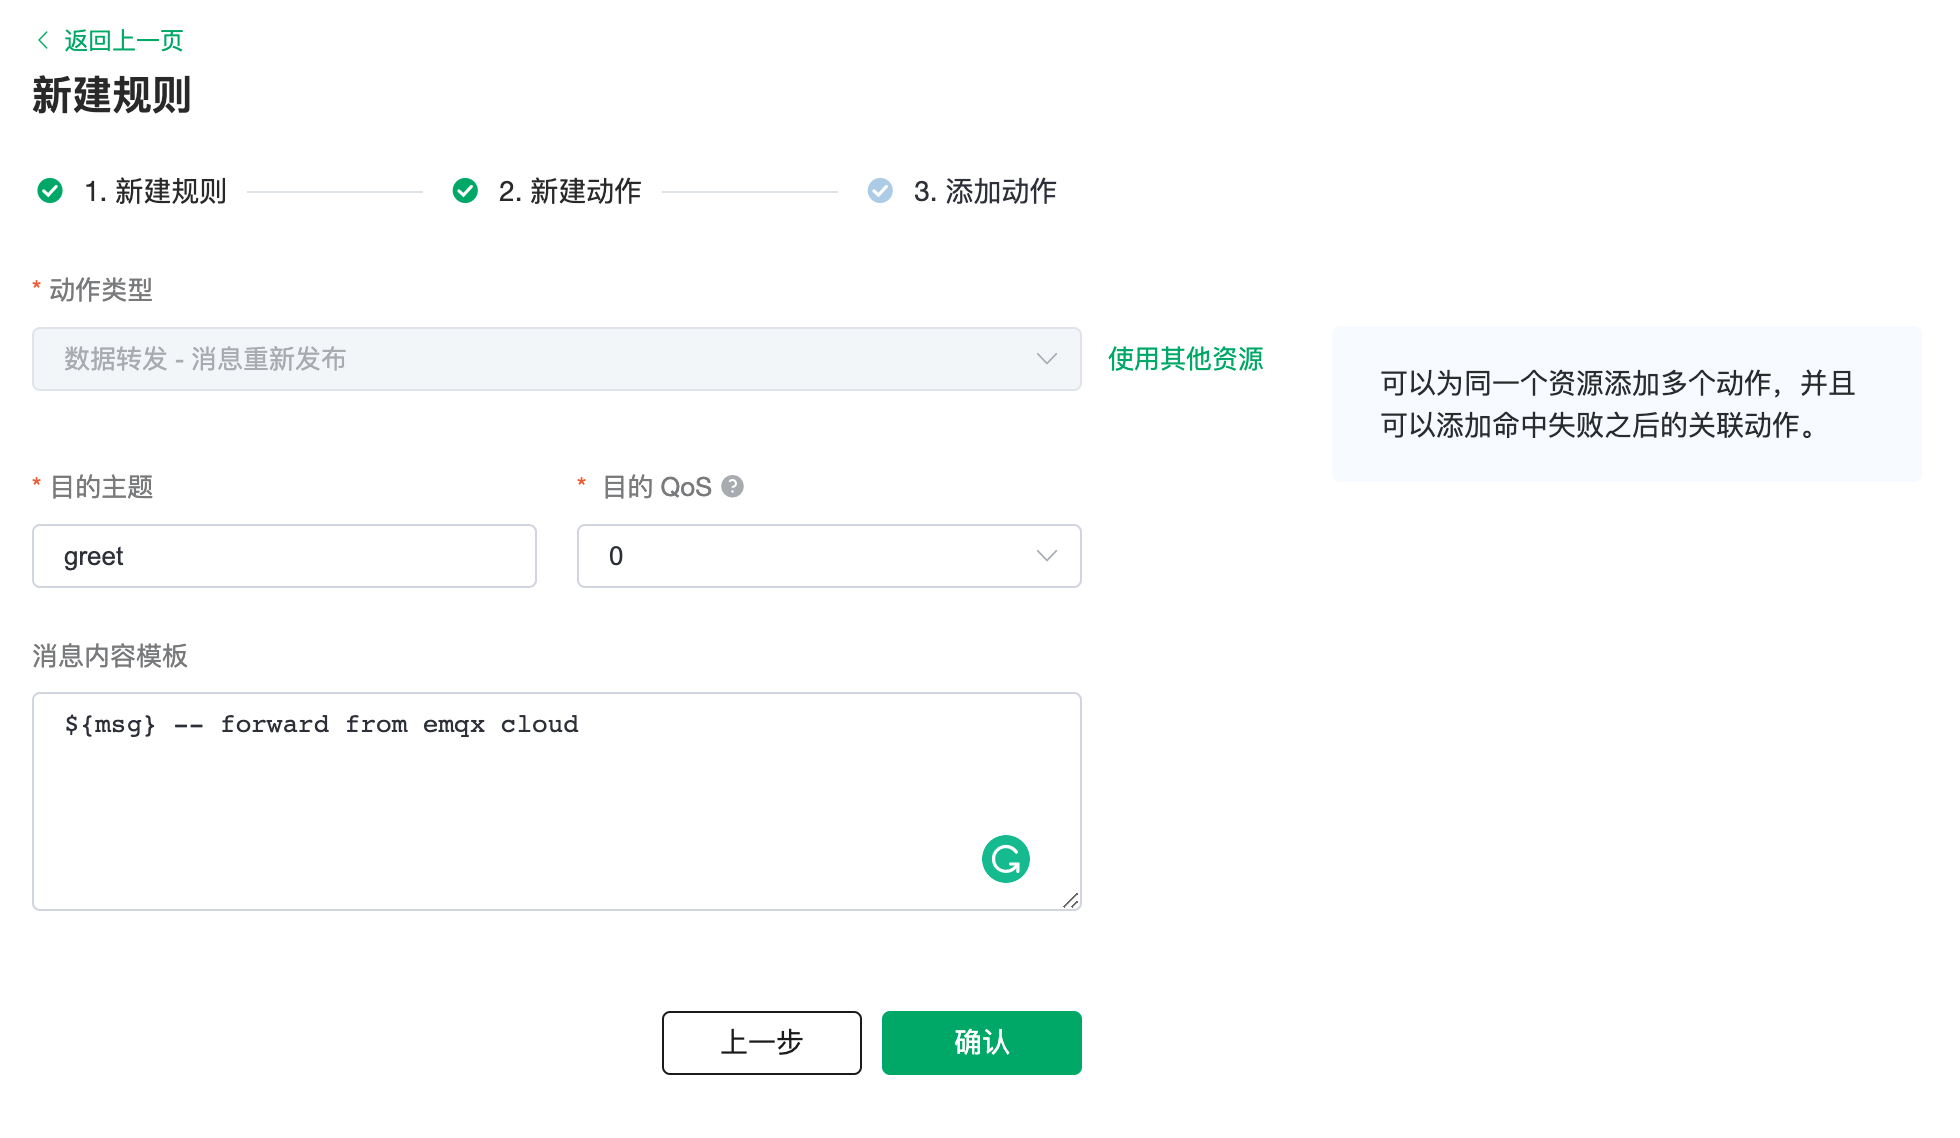 返回上一页
新建规则
1. 新建规则
2. 新建动作
3. 添加动作
* 动作类型
数据转发 - 消息重新发布
使用其他资源
可以为同一个资源添加多个动作，并且
可以添加命中失败之后的关联动作。
* 目的主题
* 目的 QoS ?
greet
0
消息内容模板
${msg} -- forward from emqx cloud
上一步
确认